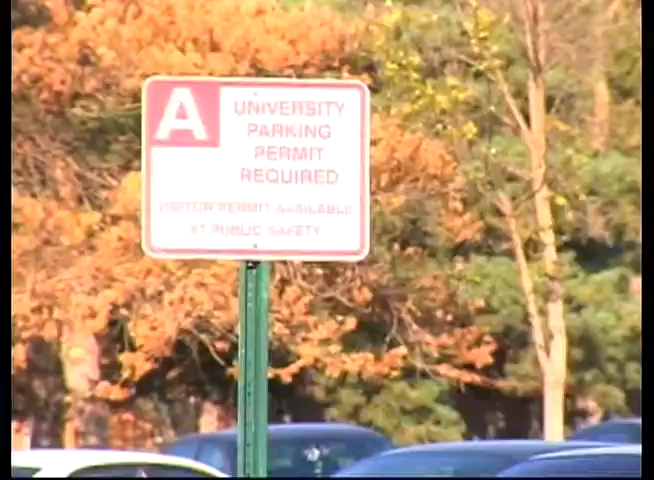 A
UNIVERSITY
PARKING
PERMIT
REQUIRED
VISITOR PERMIT AVAILABLE
AT PUBLIC SAFETY